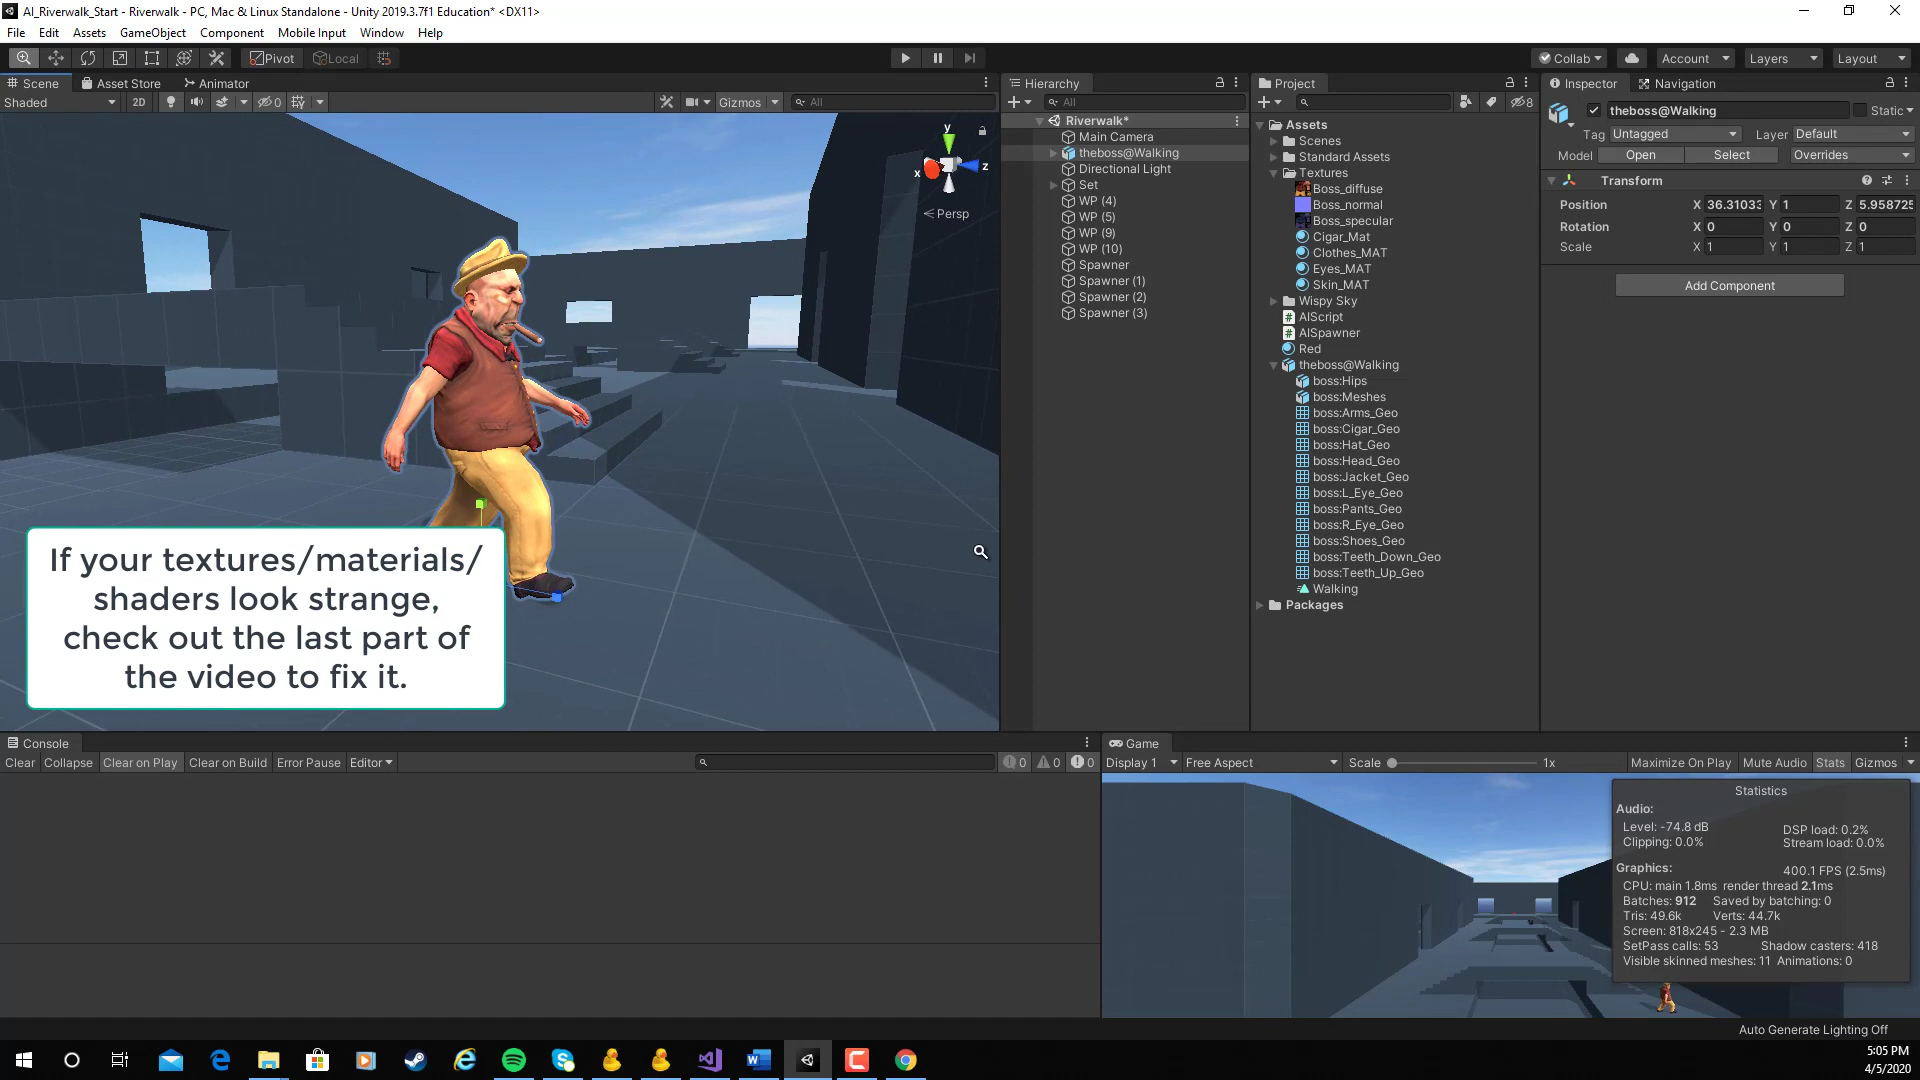 AI_Riverwalk_Start - Riverwalk - PC, Mac & Linux Standalone - Unity 2019.3.7f1 Education* <DX11>
File Edit Assets GameObject Component Mobile Input Window Help
Pivot Local Collab Account Layers Layout
Scene Asset Store Animator
Shaded 2D 0 Gizmos All
y
x
z
Persp
If your textures/materials/
shaders look strange,
check out the last part of
the video to fix it.
Hierarchy
All
Riverwalk*
Main Camera
theboss@Walking
Directional Light
Set
WP (4)
WP (5)
WP (9)
WP (10)
Spawner
Spawner (1)
Spawner (2)
Spawner (3)
Project
8
Assets
Scenes
Standard Assets
Textures
Boss_diffuse
Boss_normal
Boss_specular
Cigar_Mat
Clothes_MAT
Eyes_MAT
Skin_MAT
Wispy Sky
AIScript
AISpawner
Red
theboss@Walking
boss:Hips
boss:Meshes
boss:Arms_Geo
boss:Cigar_Geo
boss:Hat_Geo
boss:Head_Geo
boss:Jacket_Geo
boss:L_Eye_Geo
boss:Pants_Geo
boss:R_Eye_Geo
boss:Shoes_Geo
boss:Teeth_Down_Geo
boss:Teeth_Up_Geo
Walking
Packages
Inspector Navigation
theboss@Walking Static
Tag Untagged Layer Default
Model Open Select Overrides
Transform
Position X 36.31033 Y 1 Z 5.958725
Rotation X 0 Y 0 Z 0
Scale X 1 Y 1 Z 1
Add Component
Console
Clear Collapse Clear on Play Clear on Build Error Pause Editor 0 0 0
Game
Display 1 Free Aspect Scale 1x Maximize On Play Mute Audio Stats Gizmos
Statistics
Audio:
Level: -74.8 dB DSP load: 0.2%
Clipping: 0.0% Stream load: 0.0%
Graphics: 400.1 FPS (2.5ms)
CPU: main 1.8ms render thread 2.1ms
Batches: 912 Saved by batching: 0
Tris: 49.6k Verts: 44.7k
Screen: 818x245 - 2.3 MB
SetPass calls: 53 Shadow casters: 418
Visible skinned meshes: 11 Animations: 0
Auto Generate Lighting Off
5:05 PM
4/5/2020